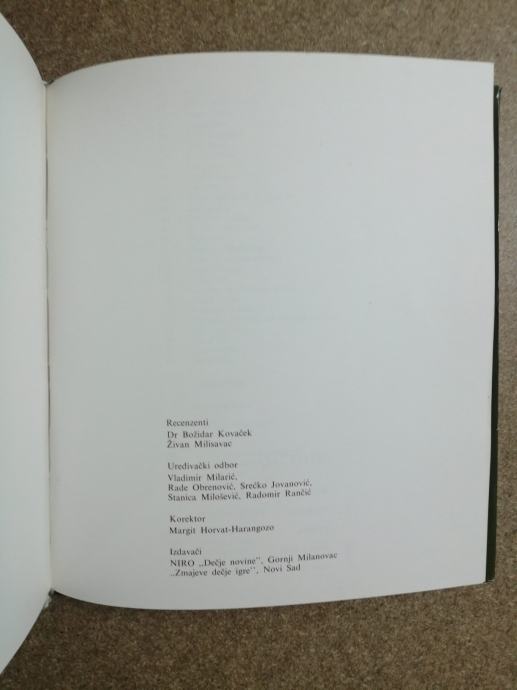 Recenzenti
Dr Božidar Kovaček
Živan Milisavac
Uređivački odbor
Vladimir Milarić,
Rade Obrenović, Srečko Jovanović,
Stanica Milošević, Radomir Rančić
Korektor
Margit Horvat-Harangozo
Izdavači
NIRO „Dečje novine”, Gornji Milanovac
„Zmajeve dečje igre”, Novi Sad